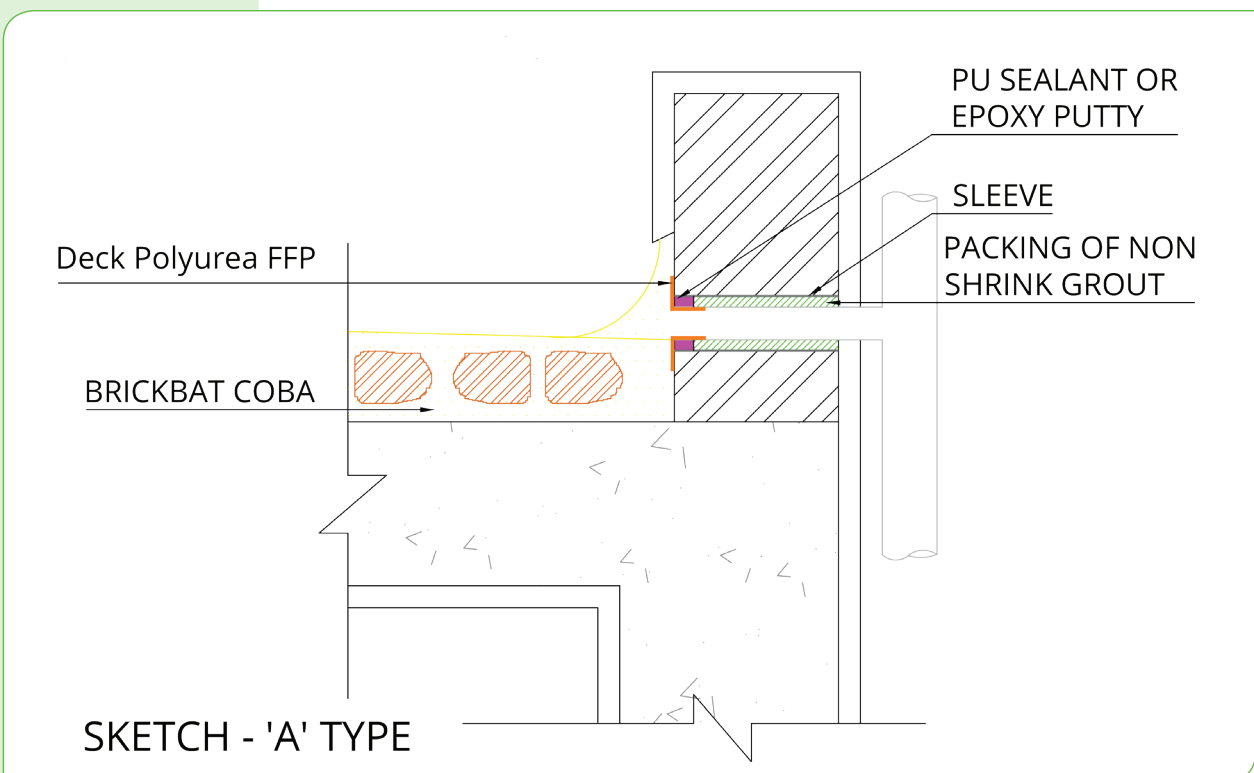 PU SEALANT OR
EPOXY PUTTY
SLEEVE
PACKING OF NON
SHRINK GROUT
Deck Polyurea FFP
BRICKBAT COBA
SKETCH - 'A' TYPE